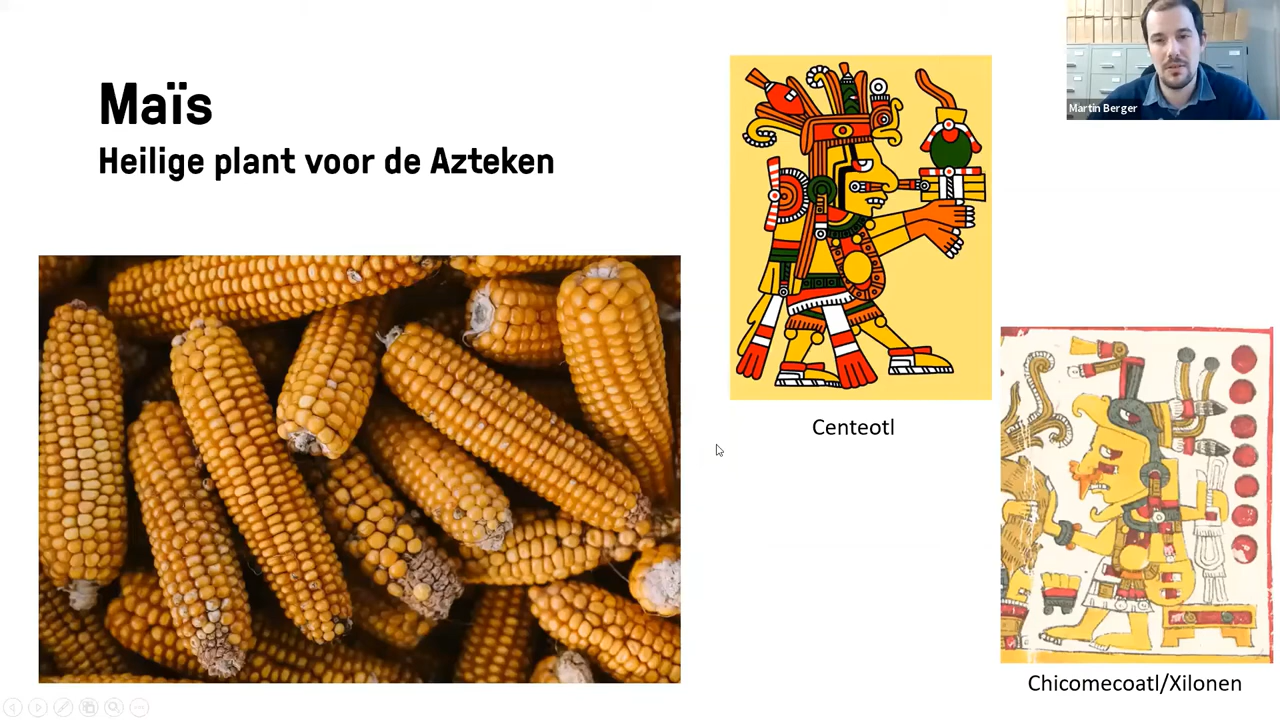 Maïs
Heilige plant voor de Azteken
Martin Berger
Centeotl
Chicomecoatl/Xilonen